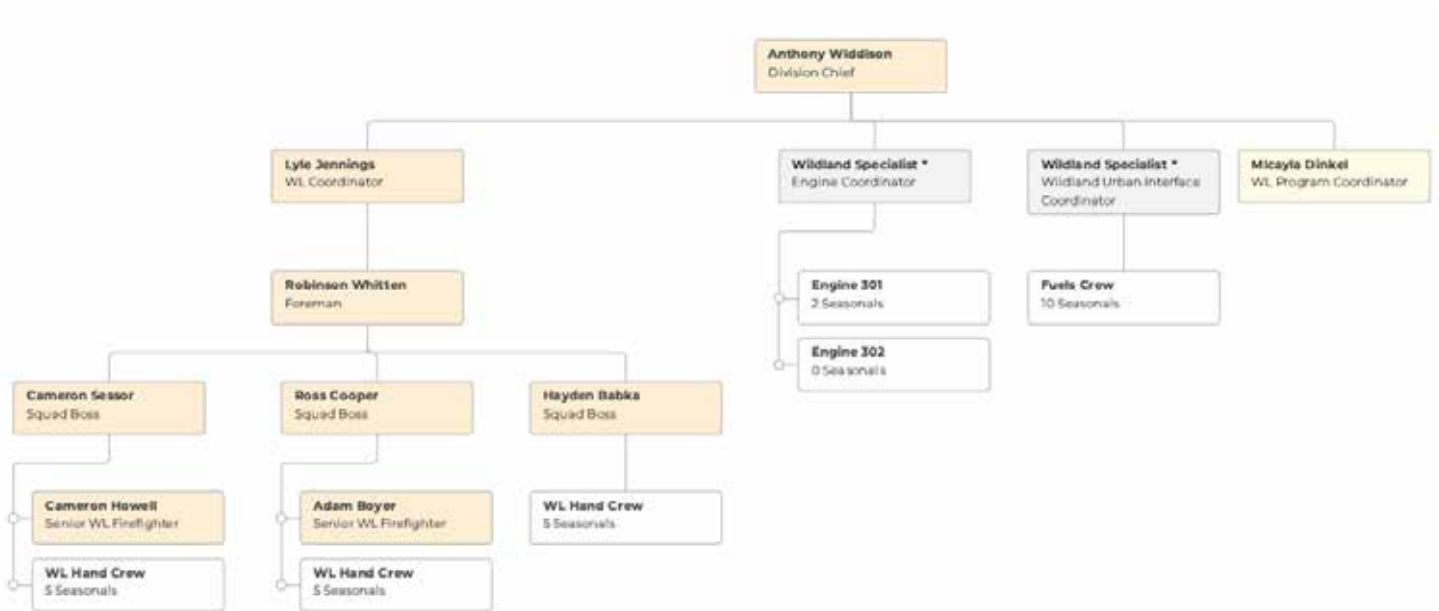 Anthony Widdison
Division Chief
Lyle Jennings
WL Coordinator
Wildland Specialist *
Engine Coordinator
Wildland Specialist *
Wildland Urban Interface
Coordinator
Micayla Dinkel
WL Program Coordinator
Robinson Whitten
Foreman
Engine 301
2 Seasonals
Fuels Crew
10 Seasonals
Engine 302
0 Seasonals
Cameron Sessor
Squad Boss
Ross Cooper
Squad Boss
Hayden Babka
Squad Boss
Cameron Howell
Senior WL Firefighter
Adam Boyer
Senior WL Firefighter
WL Hand Crew
5 Seasonals
WL Hand Crew
5 Seasonals
WL Hand Crew
5 Seasonals